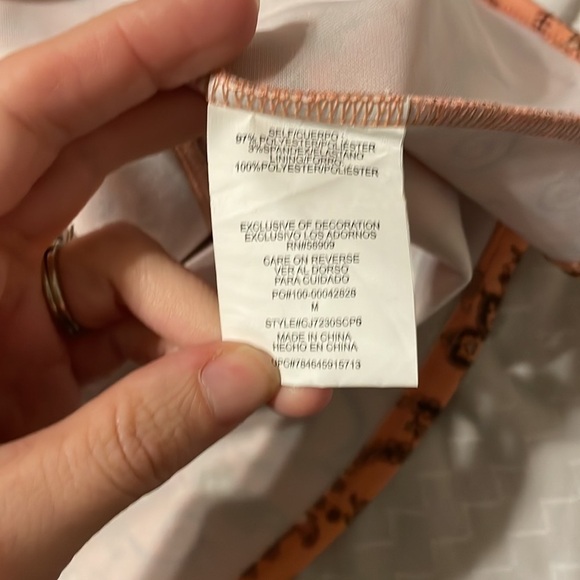 SELF/CUERPO :
97% POLYESTER/POLIÉSTER
3%SPANDEX/ELASTANO
LINING/FORRO
100%POLYESTER/POLIÉSTER
EXCLUSIVE OF DECORATION
EXCLUSIVO LOS ADORNOS
RN#58909
CARE ON REVERSE
VER AL DORSO
PARA CUIDADO
PO#100-00042828
M
STYLE#CJ7230SCP6
MADE IN CHINA
HECHO EN CHINA
UPC#784645915713